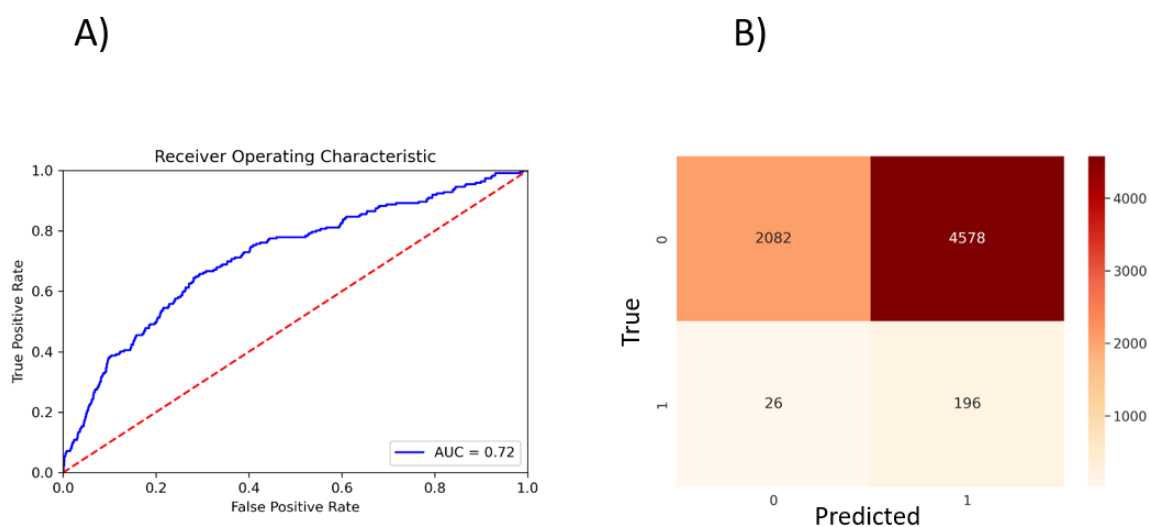 A)
B)
Receiver Operating Characteristic
True Positive Rate
1.0
0.8
0.6
0.4
0.2
0.0
0.0 0.2 0.4 0.6 0.8 1.0
False Positive Rate
AUC = 0.72
True
0
1
2082 4578
26 196
0 1
Predicted
4000
3000
2000
1000